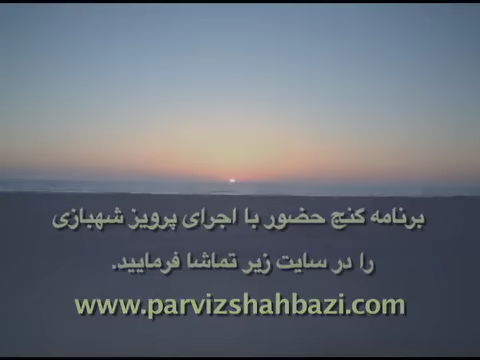 برنامه گنج حضور با اجرای پرویز شهبازی
را در سایت زیر تماشا فرمایید.
www.parvizshahbazi.com